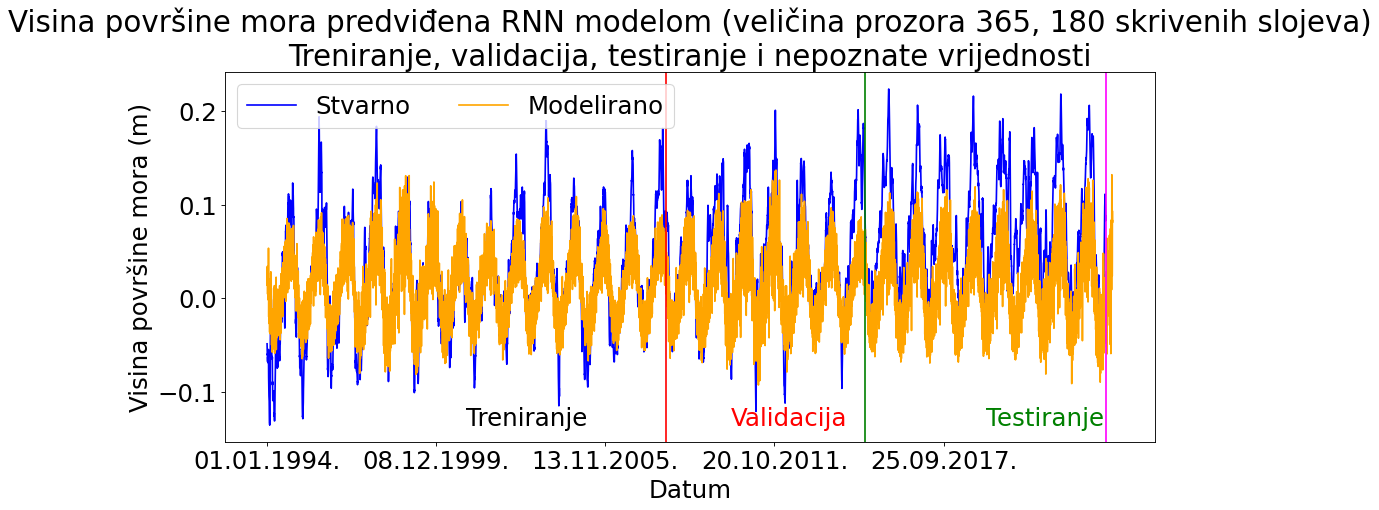 Visina površine mora predviđena RNN modelom (veličina prozora 365, 180 skrivenih slojeva)
Treniranje, validacija, testiranje i nepoznate vrijednosti
Stvarno Modelirano
Visina površine mora (m)
0.2
0.1
0.0
−0.1
Treniranje Validacija Testiranje
01.01.1994. 08.12.1999. 13.11.2005. 20.10.2011. 25.09.2017.
Datum